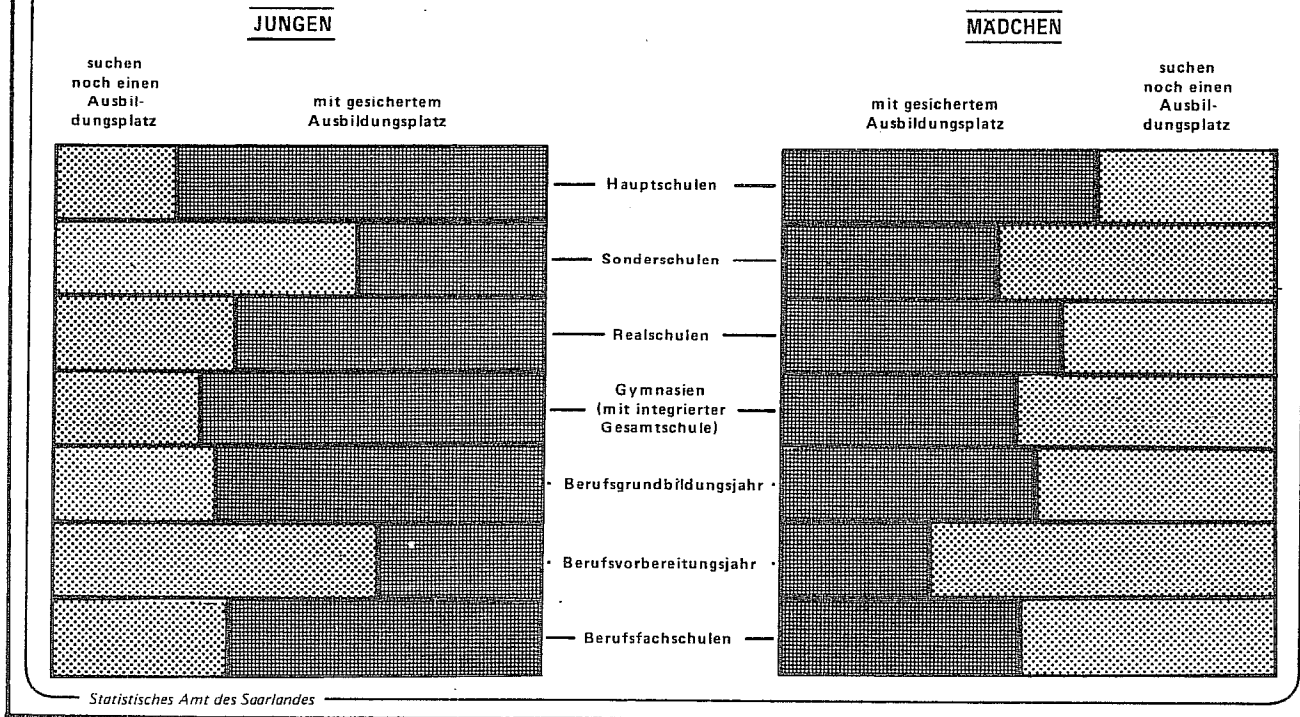 JUNGEN
MÄDCHEN
suchen
noch einen
Ausbil-
dungsplatz
mit gesichertem
Ausbildungsplatz
mit gesichertem
Ausbildungsplatz
suchen
noch einen
Ausbil-
dungsplatz
Hauptschulen
Sonderschulen
Realschulen
Gymnasien
(mit integrierter
Gesamtschule)
Berufsgrundbildungsjahr
Berufsvorbereitungsjahr
Berufsfachschulen
Statistisches Amt des Saarlandes